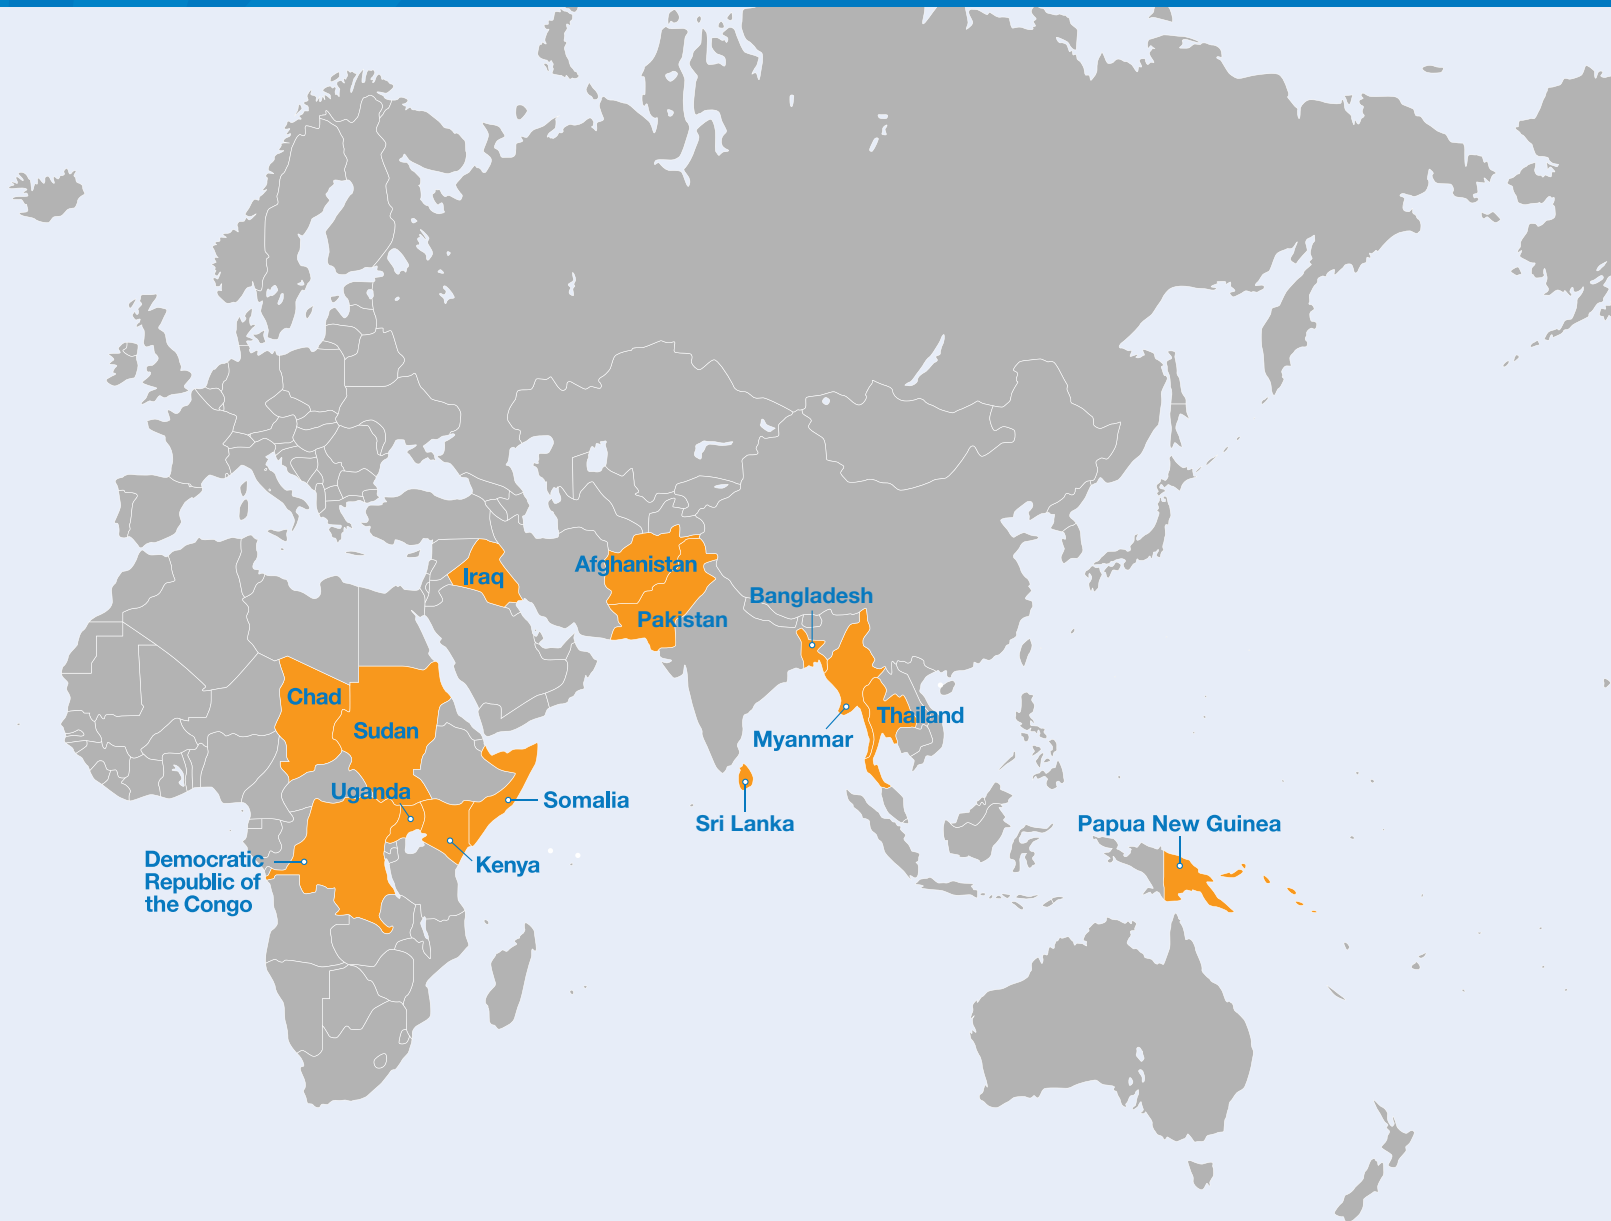 Afghanistan
Iraq
Bangladesh
Pakistan
Chad
Thailand
Sudan
Myanmar
Uganda
Somalia
Sri Lanka
Papua New Guinea
Democratic
Republic of
the Congo
Kenya